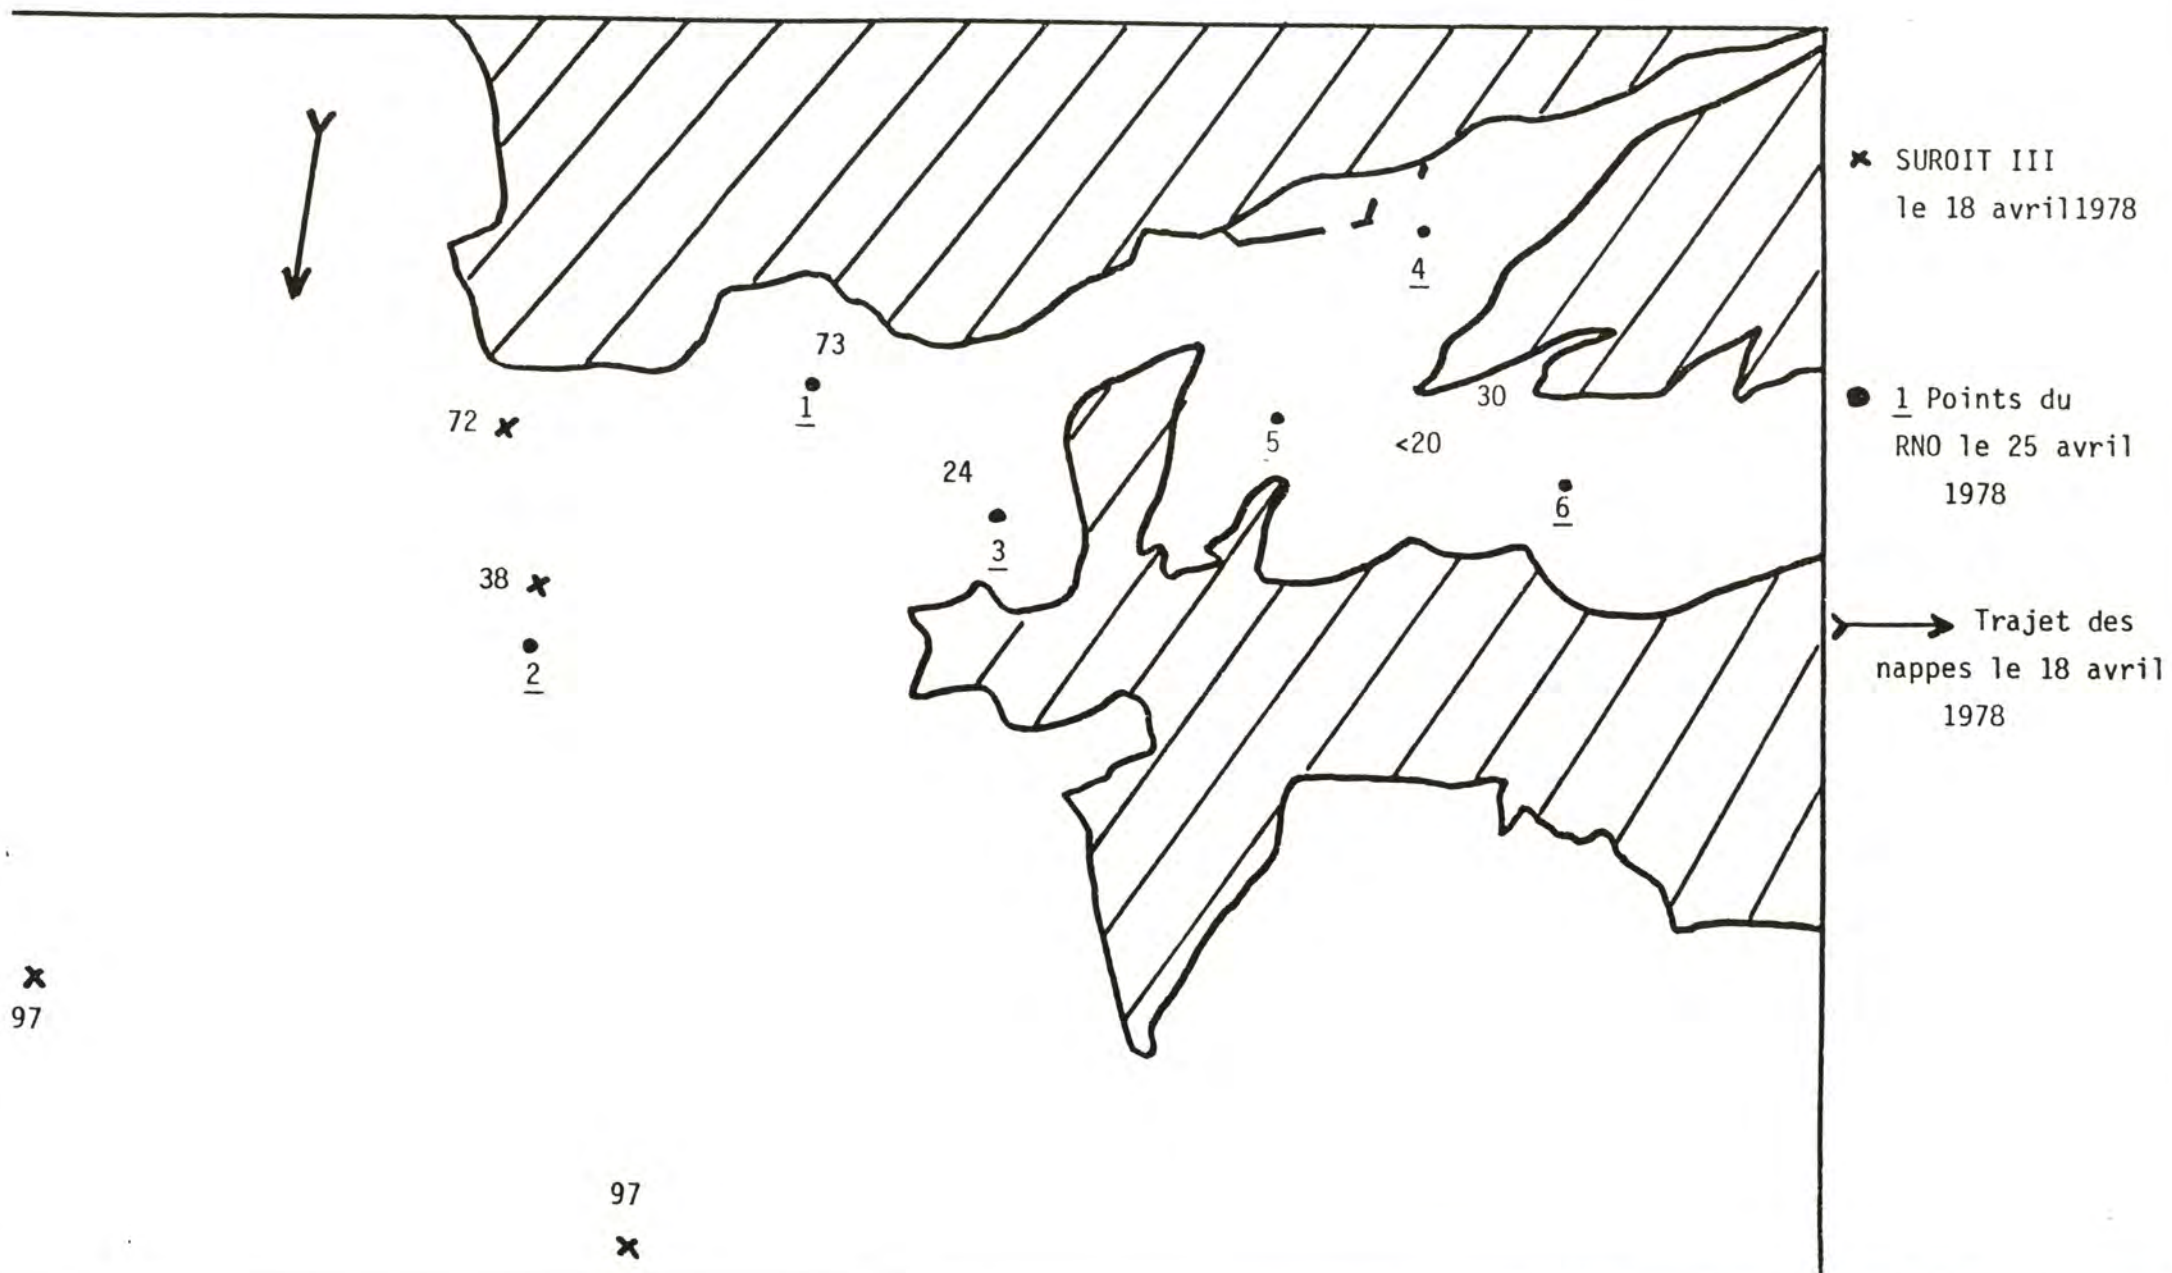 73
1
72
24
3
38
2
4
30
<20
5
6
97
97
SUROIT III
le 18 avril1978
1 Points du
RNO le 25 avril
1978
Trajet des
nappes le 18 avril
1978